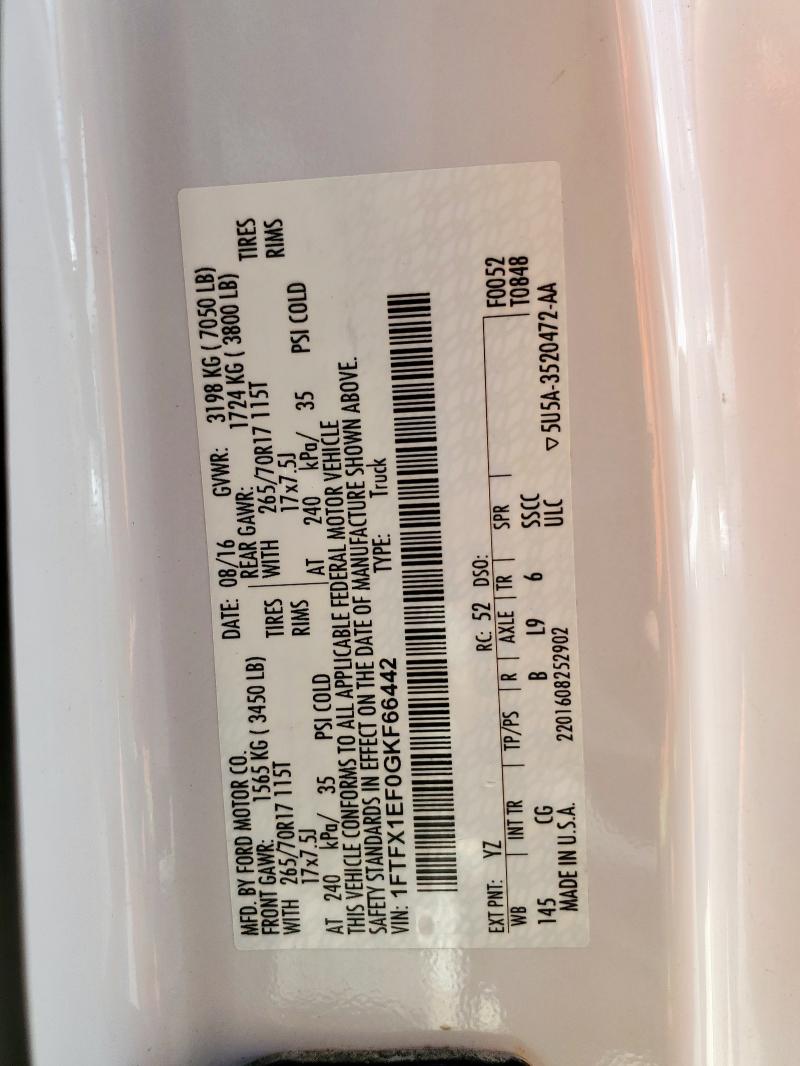 MFD. BY FORD MOTOR CO.
DATE: 08/16 GVWR: 3198 KG ( 7050 LB)
FRONT GAWR: 1565 KG ( 3450 LB) REAR GAWR: 1724 KG ( 3800 LB)
WITH 265/70R17 115T TIRES WITH 265/70R17 115T TIRES
17x7.5J RIMS 17x7.5J RIMS
AT 240 kPa/ 35 PSI COLD AT 240 kPa/ 35 PSI COLD
THIS VEHICLE CONFORMS TO ALL APPLICABLE FEDERAL MOTOR VEHICLE
SAFETY STANDARDS IN EFFECT ON THE DATE OF MANUFACTURE SHOWN ABOVE.
VIN: 1FTFX1EF0GKF66442 TYPE: Truck
EXT PNT: YZ RC: 52 DSO: F0052
WB INT TR TP/PS R AXLE TR SPR T0848
145 CG B L9 6 SSCC
MADE IN U.S.A. 2201608252902 ULC ▽5U5A-3520472-AA